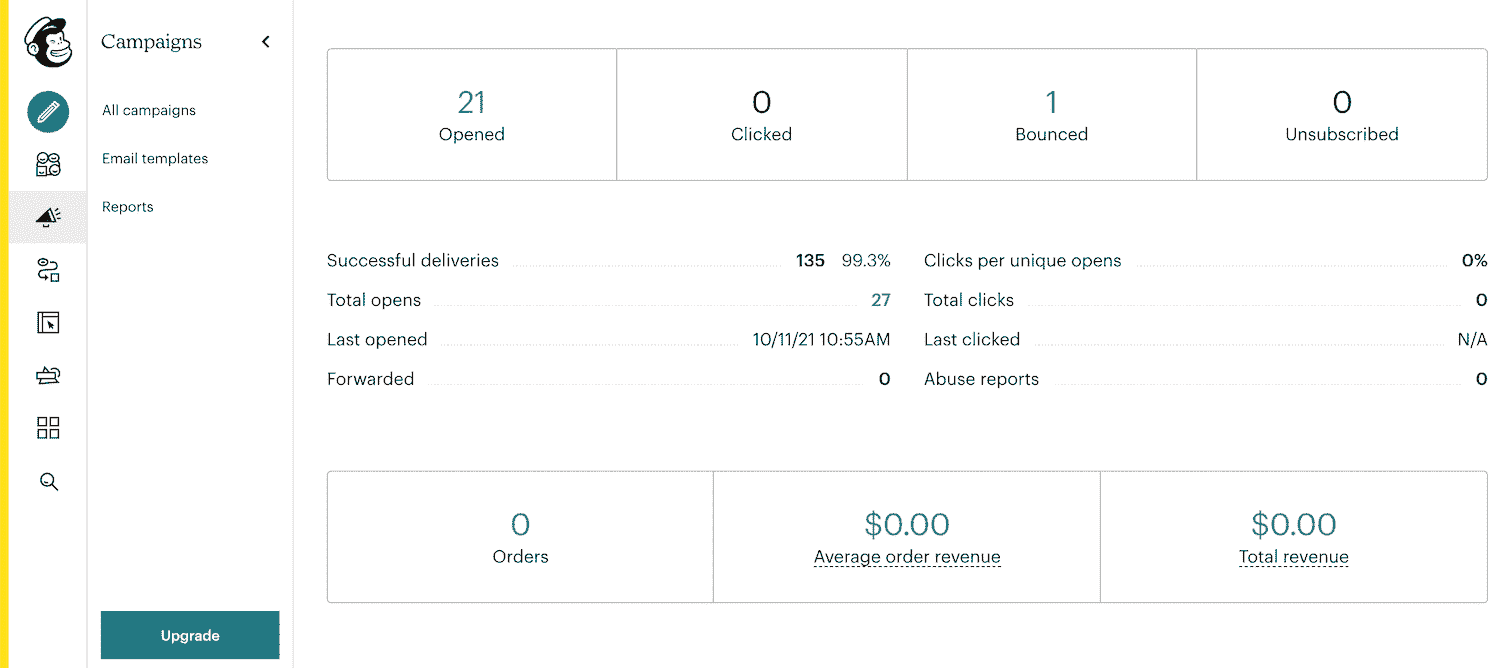 Campaigns
All campaigns
Email templates
Reports
Upgrade
21
Opened
0
Clicked
1
Bounced
0
Unsubscribed
Successful deliveries 135 99.3%
Total opens 27
Last opened 10/11/21 10:55AM
Forwarded 0
Clicks per unique opens 0%
Total clicks 0
Last clicked N/A
Abuse reports 0
0
Orders
$0.00
Average order revenue
$0.00
Total revenue